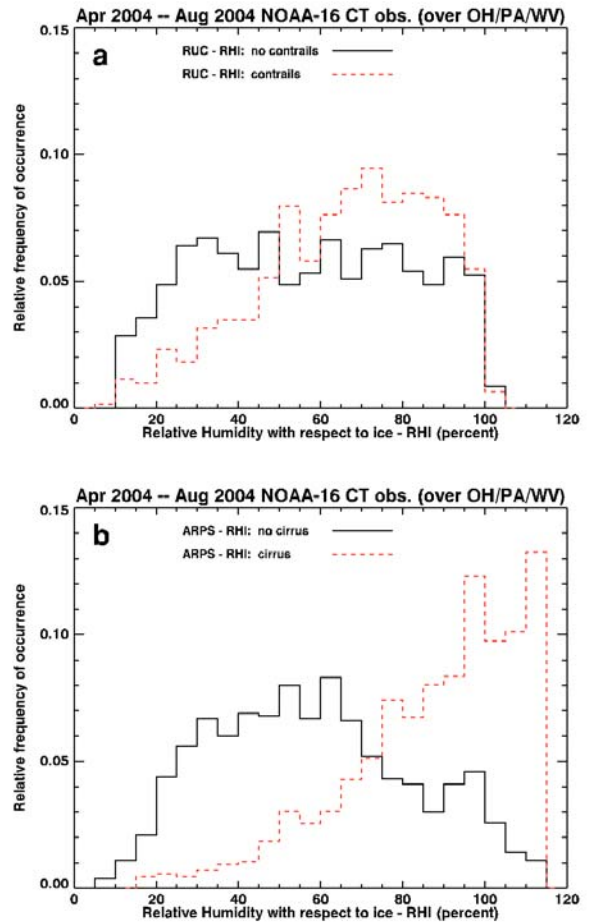 Apr 2004 -- Aug 2004 NOAA-16 CT obs. (over OH/PA/WV)
a
RUC - RHI: no contrails
RUC - RHI: contrails
0.15
0.10
0.05
0.00
Relative frequency of occurrence
0 20 40 60 80 100 120
Relative Humidity with respect to ice - RHI (percent)
Apr 2004 -- Aug 2004 NOAA-16 CT obs. (over OH/PA/WV)
b
ARPS - RHI: no cirrus
ARPS - RHI: cirrus
0.15
0.10
0.05
0.00
Relative frequency of occurrence
0 20 40 60 80 100 120
Relative Humidity with respect to ice - RHI (percent)